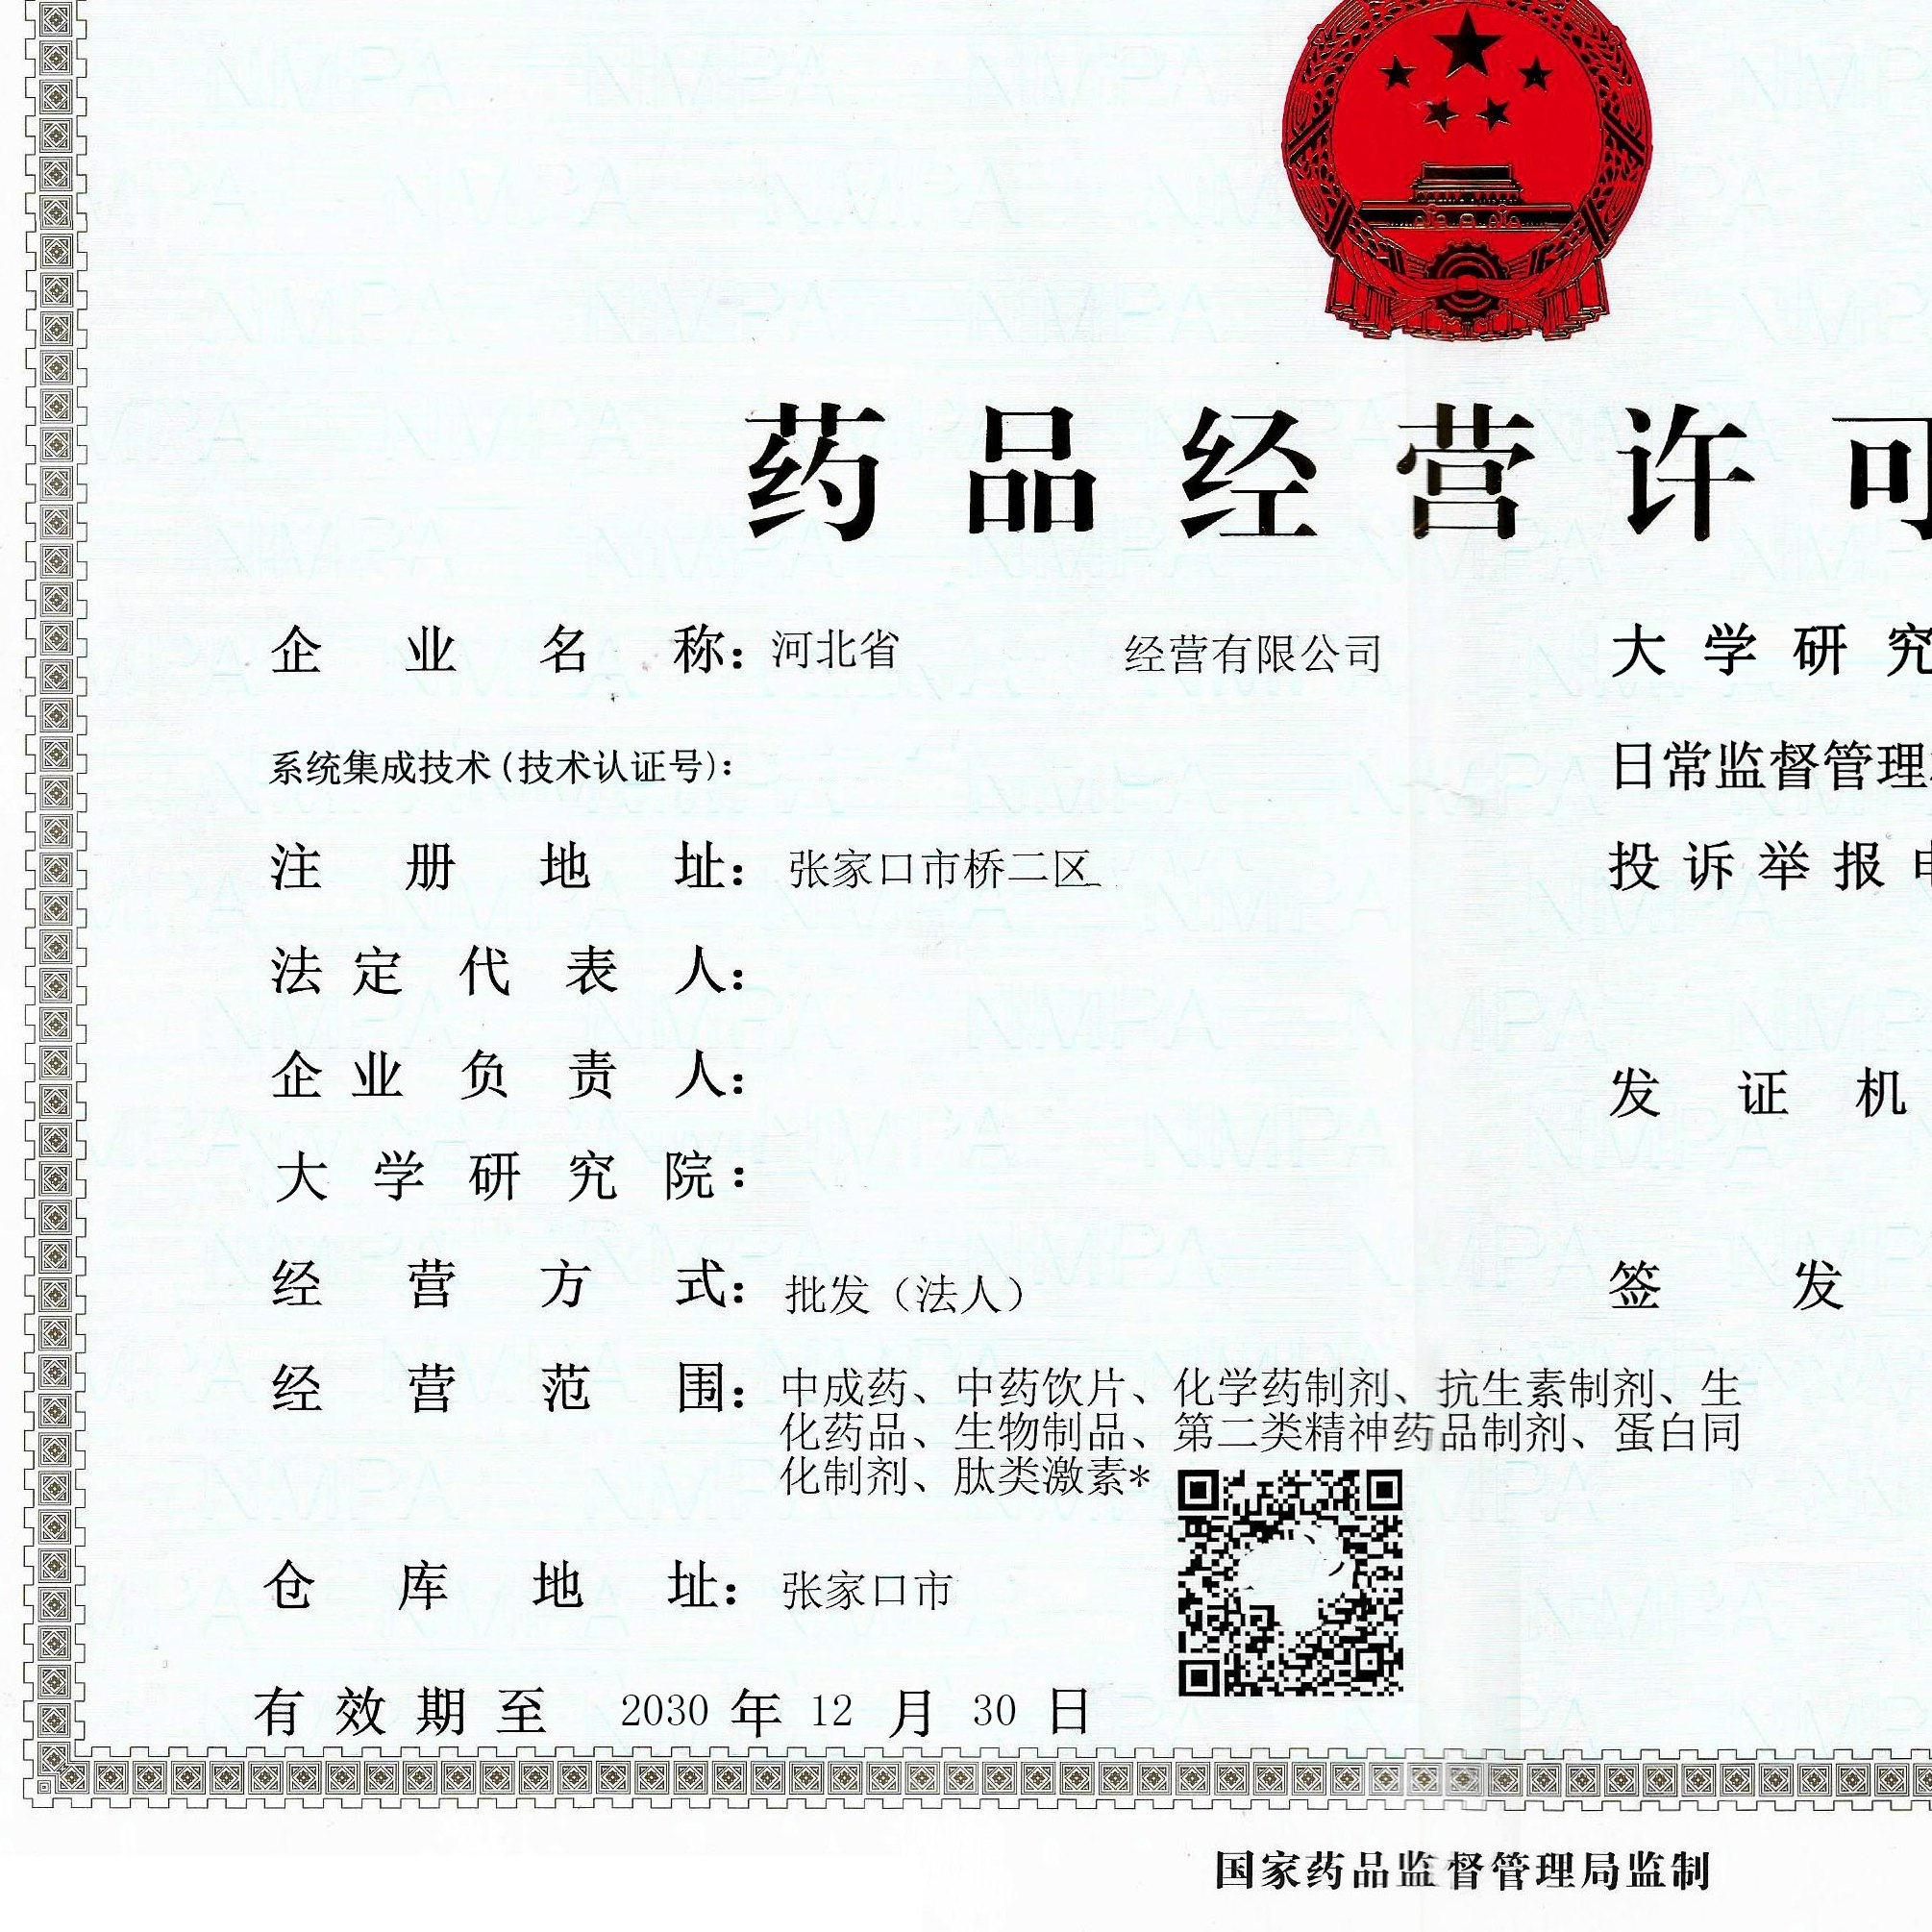 药品经营许可
企业名称：河北省 经营有限公司
大学研究
系统集成技术(技术认证号)：
日常监督管理
注册地址：张家口市桥二区
投诉举报
法定代表人：
企业负责人：
发证机
大学研究院：
经营方式：批发（法人）
签发
经营范围：中成药、中药饮片、化学药制剂、抗生素制剂、生
化药品、生物制品、第二类精神药品制剂、蛋白同
化制剂、肽类激素*
仓库地址：张家口市
有效期至 2030 年 12 月 30 日
国家药品监督管理局监制